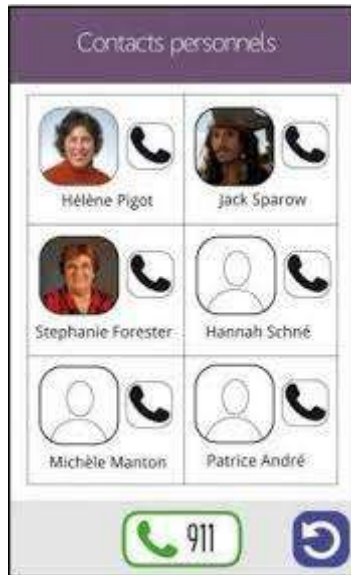 Contacts personnels
Hélène Pigot
Jack Sparow
Stephanie Forester
Hannah Schné
Michèle Manton
Patrice André
911